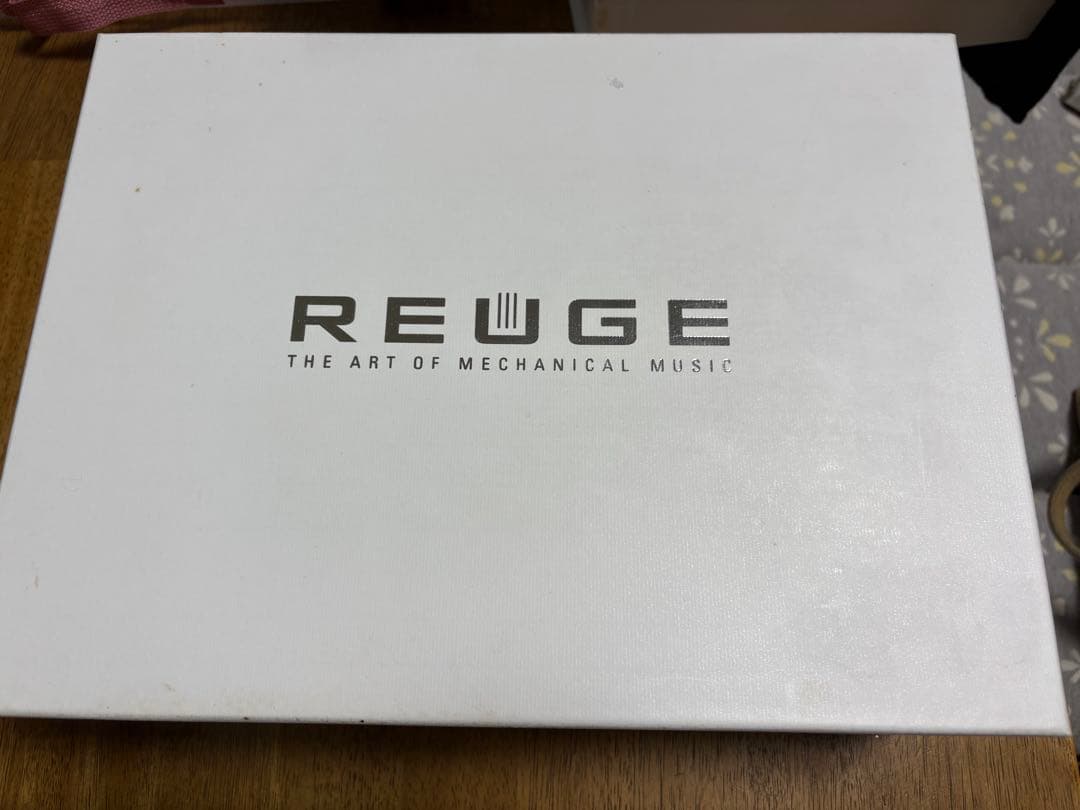 REUGE
THE ART OF MECHANICAL MUSIC